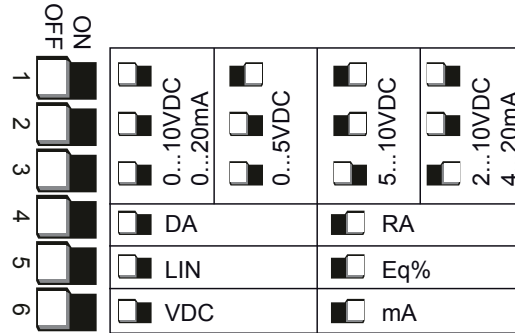 ON
OFF
1
2
3
4
5
6
0...10VDC
0...20mA
0...5VDC
5...10VDC
2...10VDC
4...20mA
DA
RA
LIN
Eq%
VDC
mA